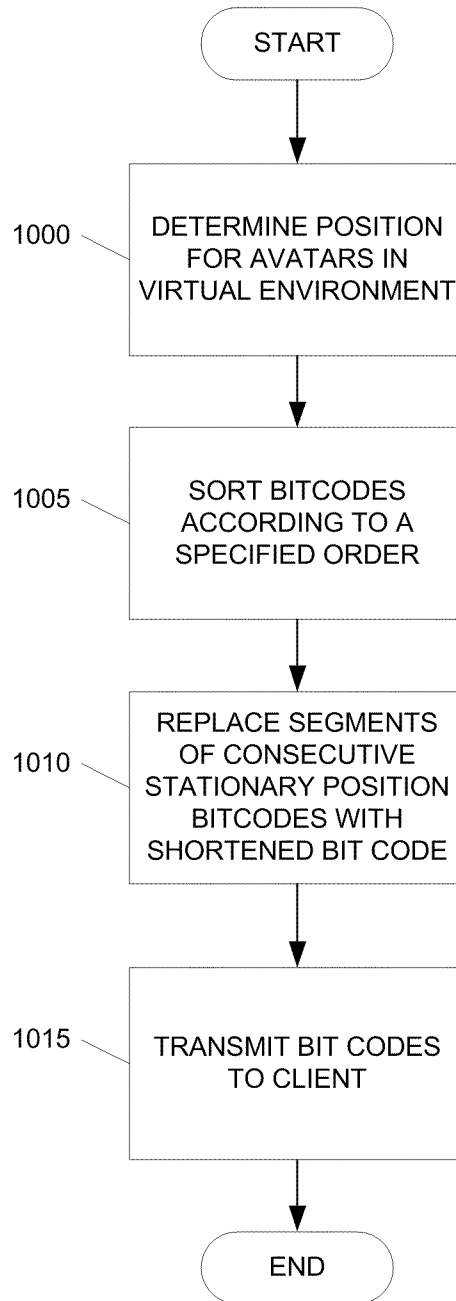 START
1000
DETERMINE POSITION
FOR AVATARS IN
VIRTUAL ENVIRONMENT
1005
SORT BITCODES
ACCORDING TO A
SPECIFIED ORDER
1010
REPLACE SEGMENTS
OF CONSECUTIVE
STATIONARY POSITION
BITCODES WITH
SHORTENED BIT CODE
1015
TRANSMIT BIT CODES
TO CLIENT
END